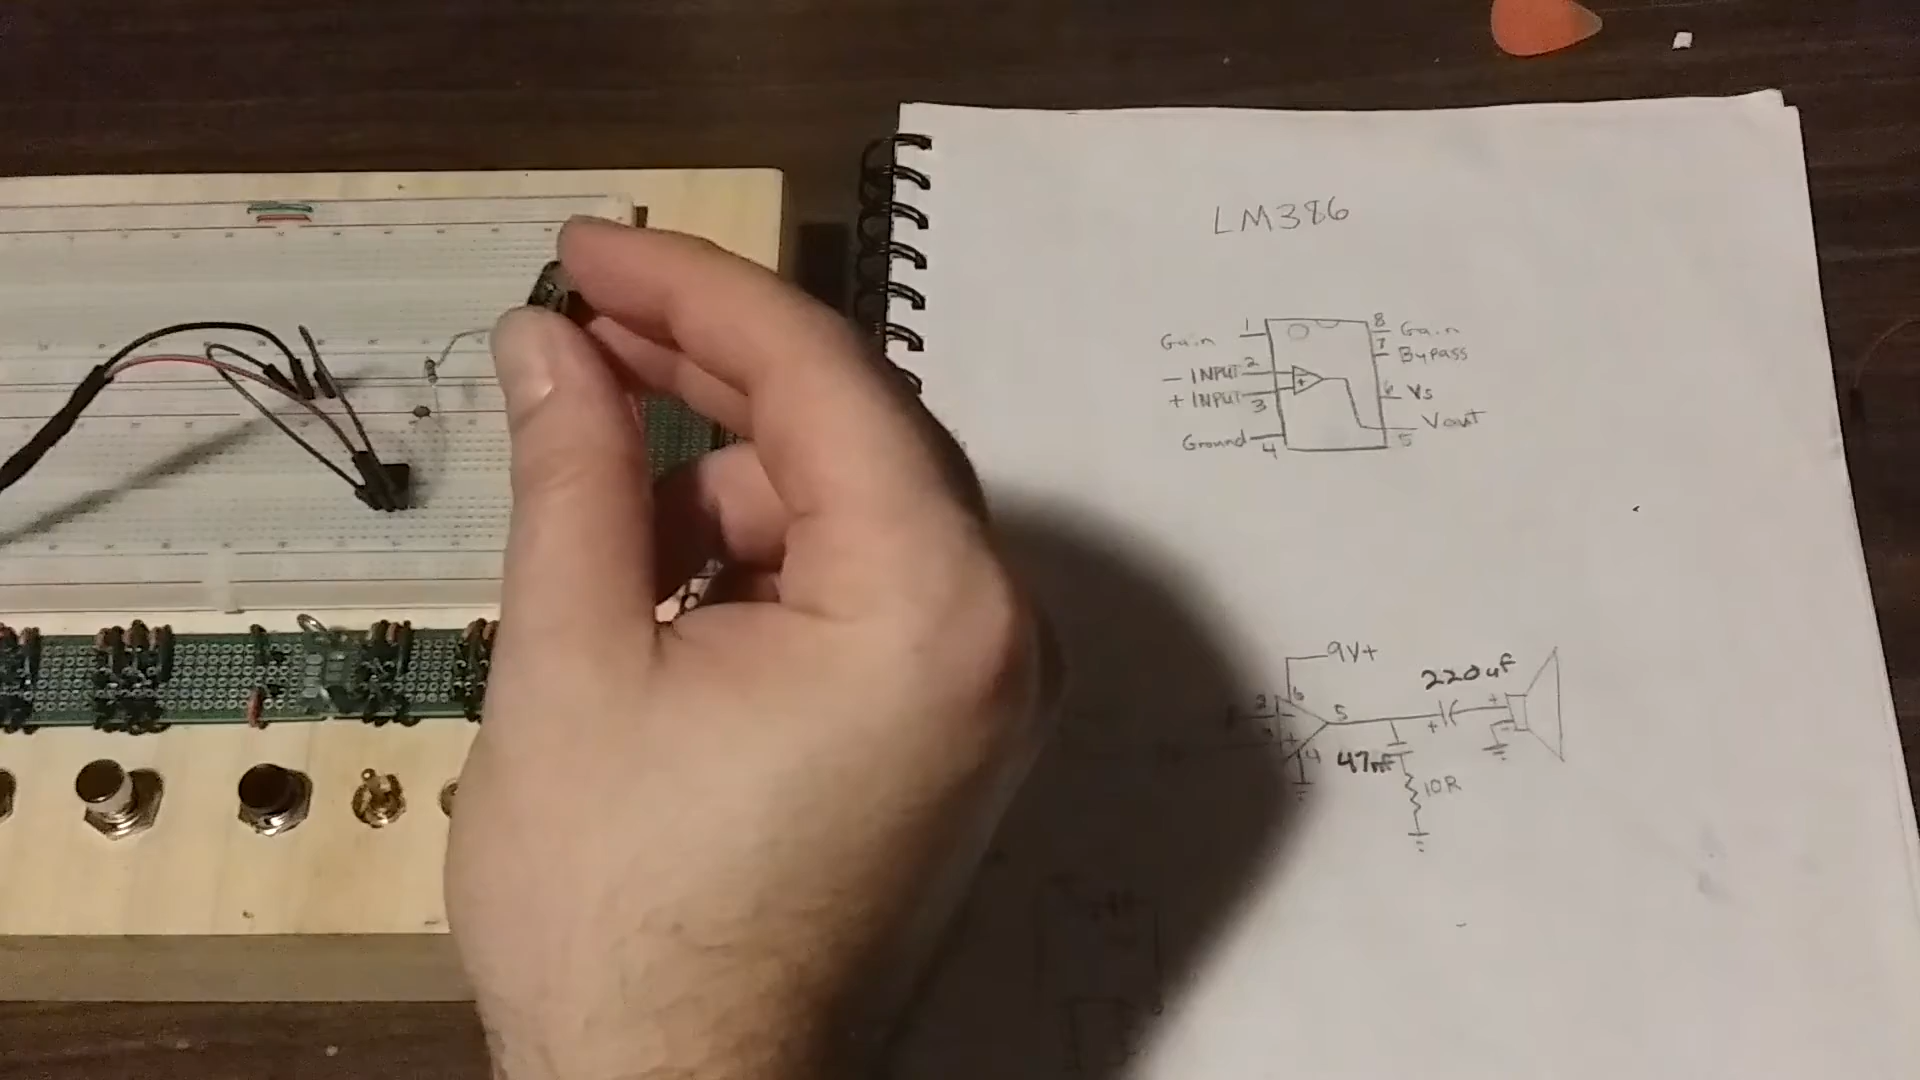 LM386
Gain 1
8 Gain
7 Bypass
- INPUT 2
+ INPUT 3
6 Vs
Vout
5
Ground 4
9V+
220uf
2 6
- 5
+ +
+
4
47nf
10R